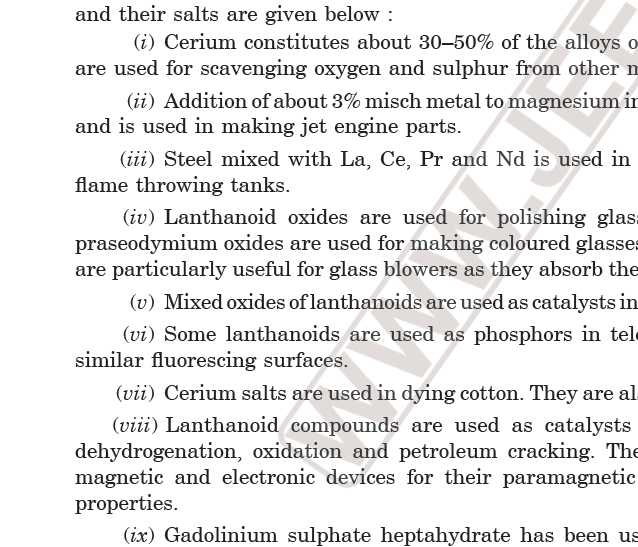 and their salts are given below :
(i) Cerium constitutes about 30–50% of the alloys
are used for scavenging oxygen and sulphur from other
(ii) Addition of about 3% misch metal to magnesium
and is used in making jet engine parts.
(iii) Steel mixed with La, Ce, Pr and Nd is used in
flame throwing tanks.
(iv) Lanthanoid oxides are used for polishing
praseodymium oxides are used for making coloured glasses
are particularly useful for glass blowers as they absorb the
(v) Mixed oxides of lanthanoids are used as catalysts in
(vi) Some lanthanoids are used as phosphors in
similar fluorescing surfaces.
(vii) Cerium salts are used in dying cotton. They are
(viii) Lanthanoid compounds are used as catalysts
dehydrogenation, oxidation and petroleum cracking.
magnetic and electronic devices for their paramagnetic
properties.
(ix) Gadolinium sulphate heptahydrate has been
WWW.JEE